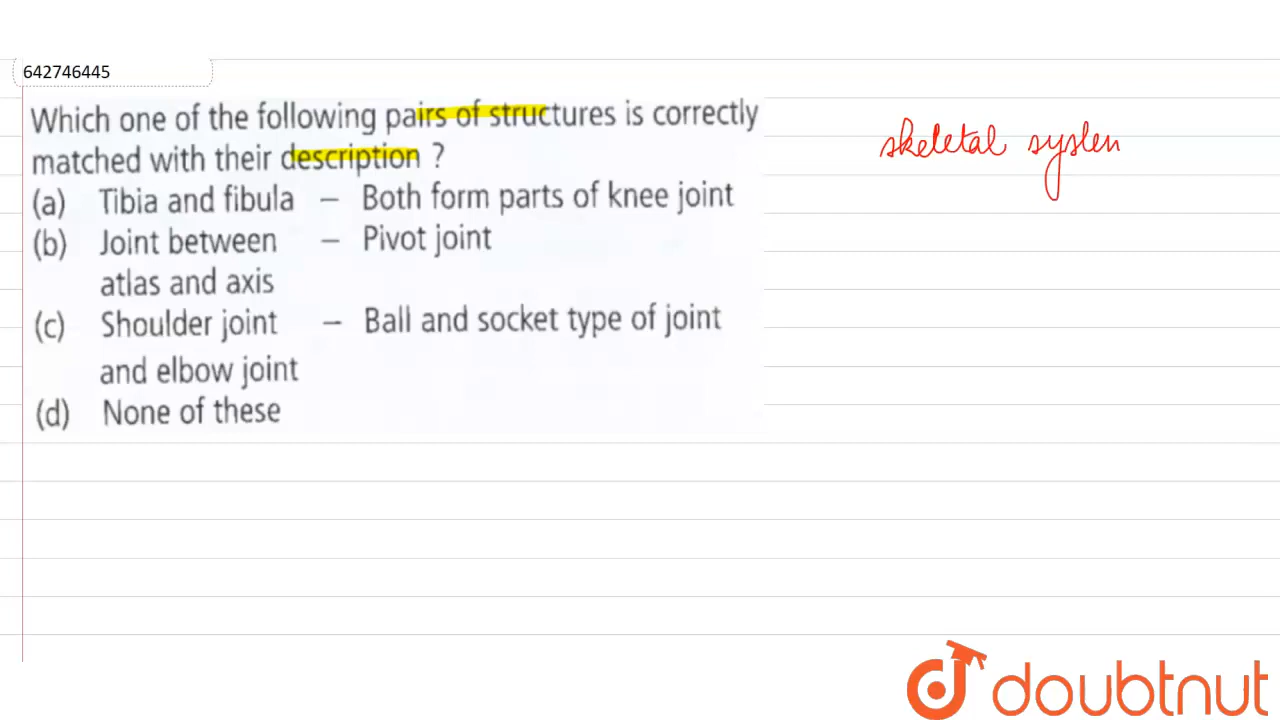 642746445
Which one of the following pairs of structures is correctly
matched with their description ?
(a) Tibia and fibula – Both form parts of knee joint
(b) Joint between – Pivot joint
atlas and axis
(c) Shoulder joint – Ball and socket type of joint
and elbow joint
(d) None of these
skeletal system
doubtnut